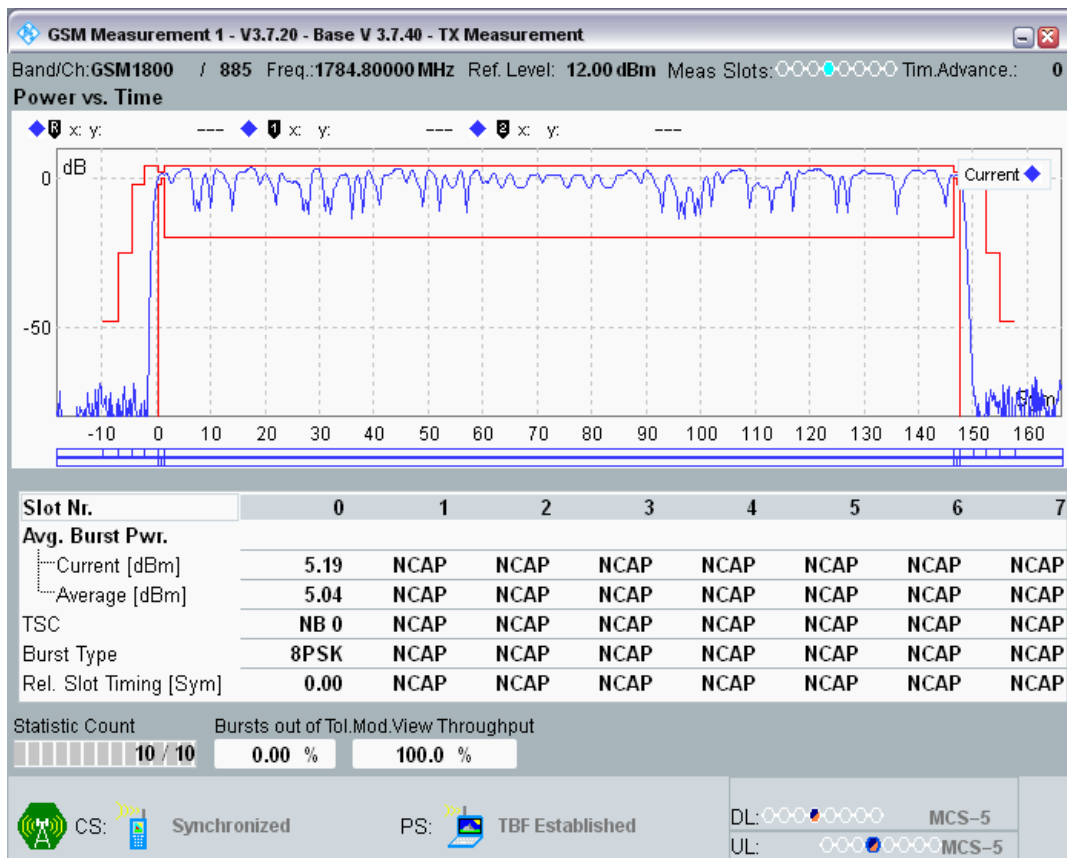 GSM Measurement 1 - V3.7.20 - Base V 3.7.40 - TX Measurement
Band/Ch:GSM1800 / 885 Freq.:1784.80000 MHz Ref. Level: 12.00 dBm Meas Slots: Tim.Advance.: 0
Power vs. Time
R x: y: --- 1 x: y: --- 2 x: y: ---
dB
Current
0
-50
-10 0 10 20 30 40 50 60 70 80 90 100 110 120 130 140 150 160
Slot Nr. 0 1 2 3 4 5 6 7
Avg. Burst Pwr.
Current [dBm] 5.19 NCAP NCAP NCAP NCAP NCAP NCAP NCAP
Average [dBm] 5.04 NCAP NCAP NCAP NCAP NCAP NCAP NCAP
TSC NB 0 NCAP NCAP NCAP NCAP NCAP NCAP NCAP
Burst Type 8PSK NCAP NCAP NCAP NCAP NCAP NCAP NCAP
Rel. Slot Timing [Sym] 0.00 NCAP NCAP NCAP NCAP NCAP NCAP NCAP
Statistic Count Bursts out of Tol. Mod.View Throughput
10 / 10 0.00 % 100.0 %
CS: Synchronized PS: TBF Established
DL: MCS-5
UL: MCS-5